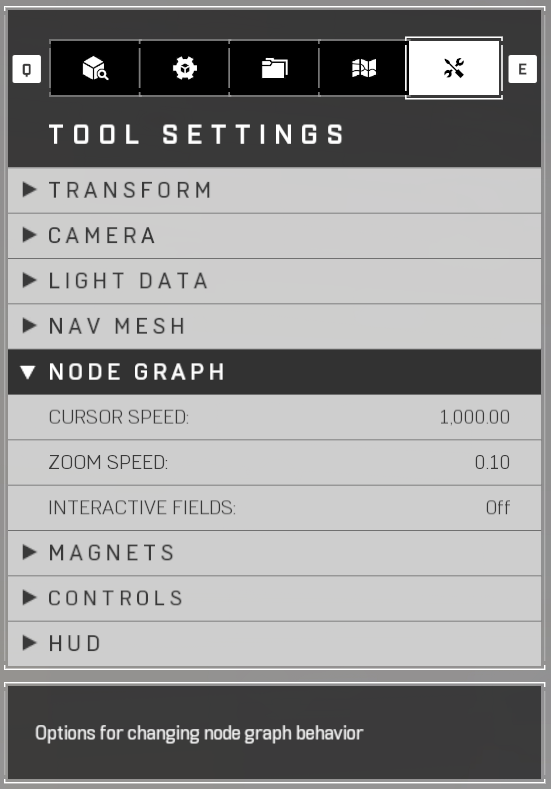 Q
E
TOOL SETTINGS
TRANSFORM
CAMERA
LIGHT DATA
NAV MESH
NODE GRAPH
CURSOR SPEED: 1,000.00
ZOOM SPEED: 0.10
INTERACTIVE FIELDS: Off
MAGNETS
CONTROLS
HUD
Options for changing node graph behavior